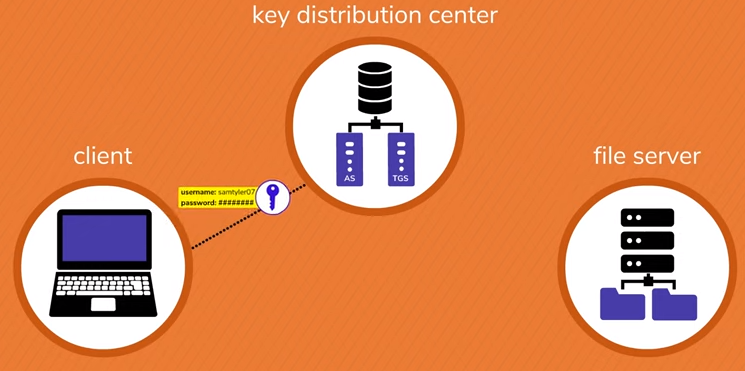 key distribution center
AS
TGS
client
file server
username: samtyler07
password: ########